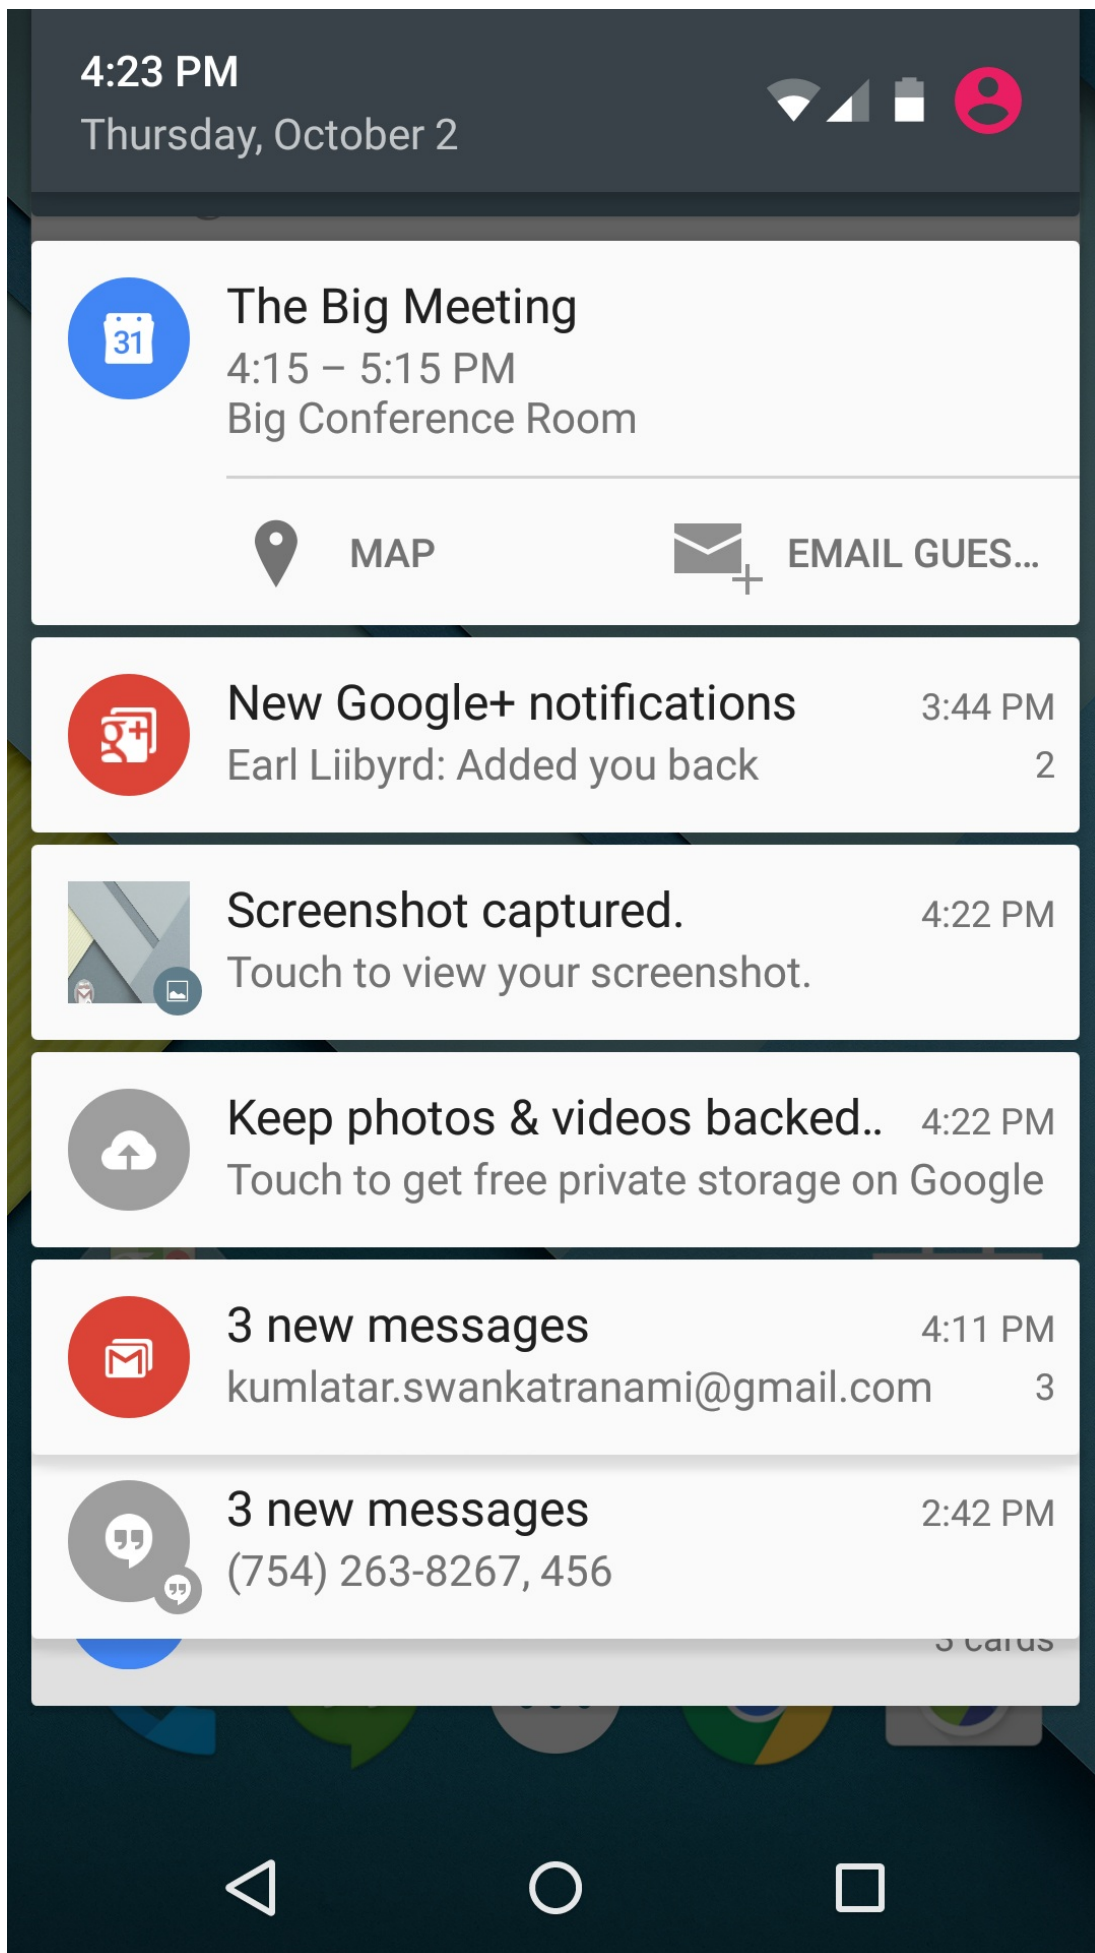 4:23 PM
Thursday, October 2
31
The Big Meeting
4:15 – 5:15 PM
Big Conference Room
MAP
EMAIL GUES...
g+
New Google+ notifications
3:44 PM
Earl Liibyrd: Added you back
2
Screenshot captured.
4:22 PM
Touch to view your screenshot.
Keep photos & videos backed..
4:22 PM
Touch to get free private storage on Google
3 new messages
4:11 PM
kumlatar.swankatranami@gmail.com
3
3 new messages
2:42 PM
(754) 263-8267, 456
3 cards